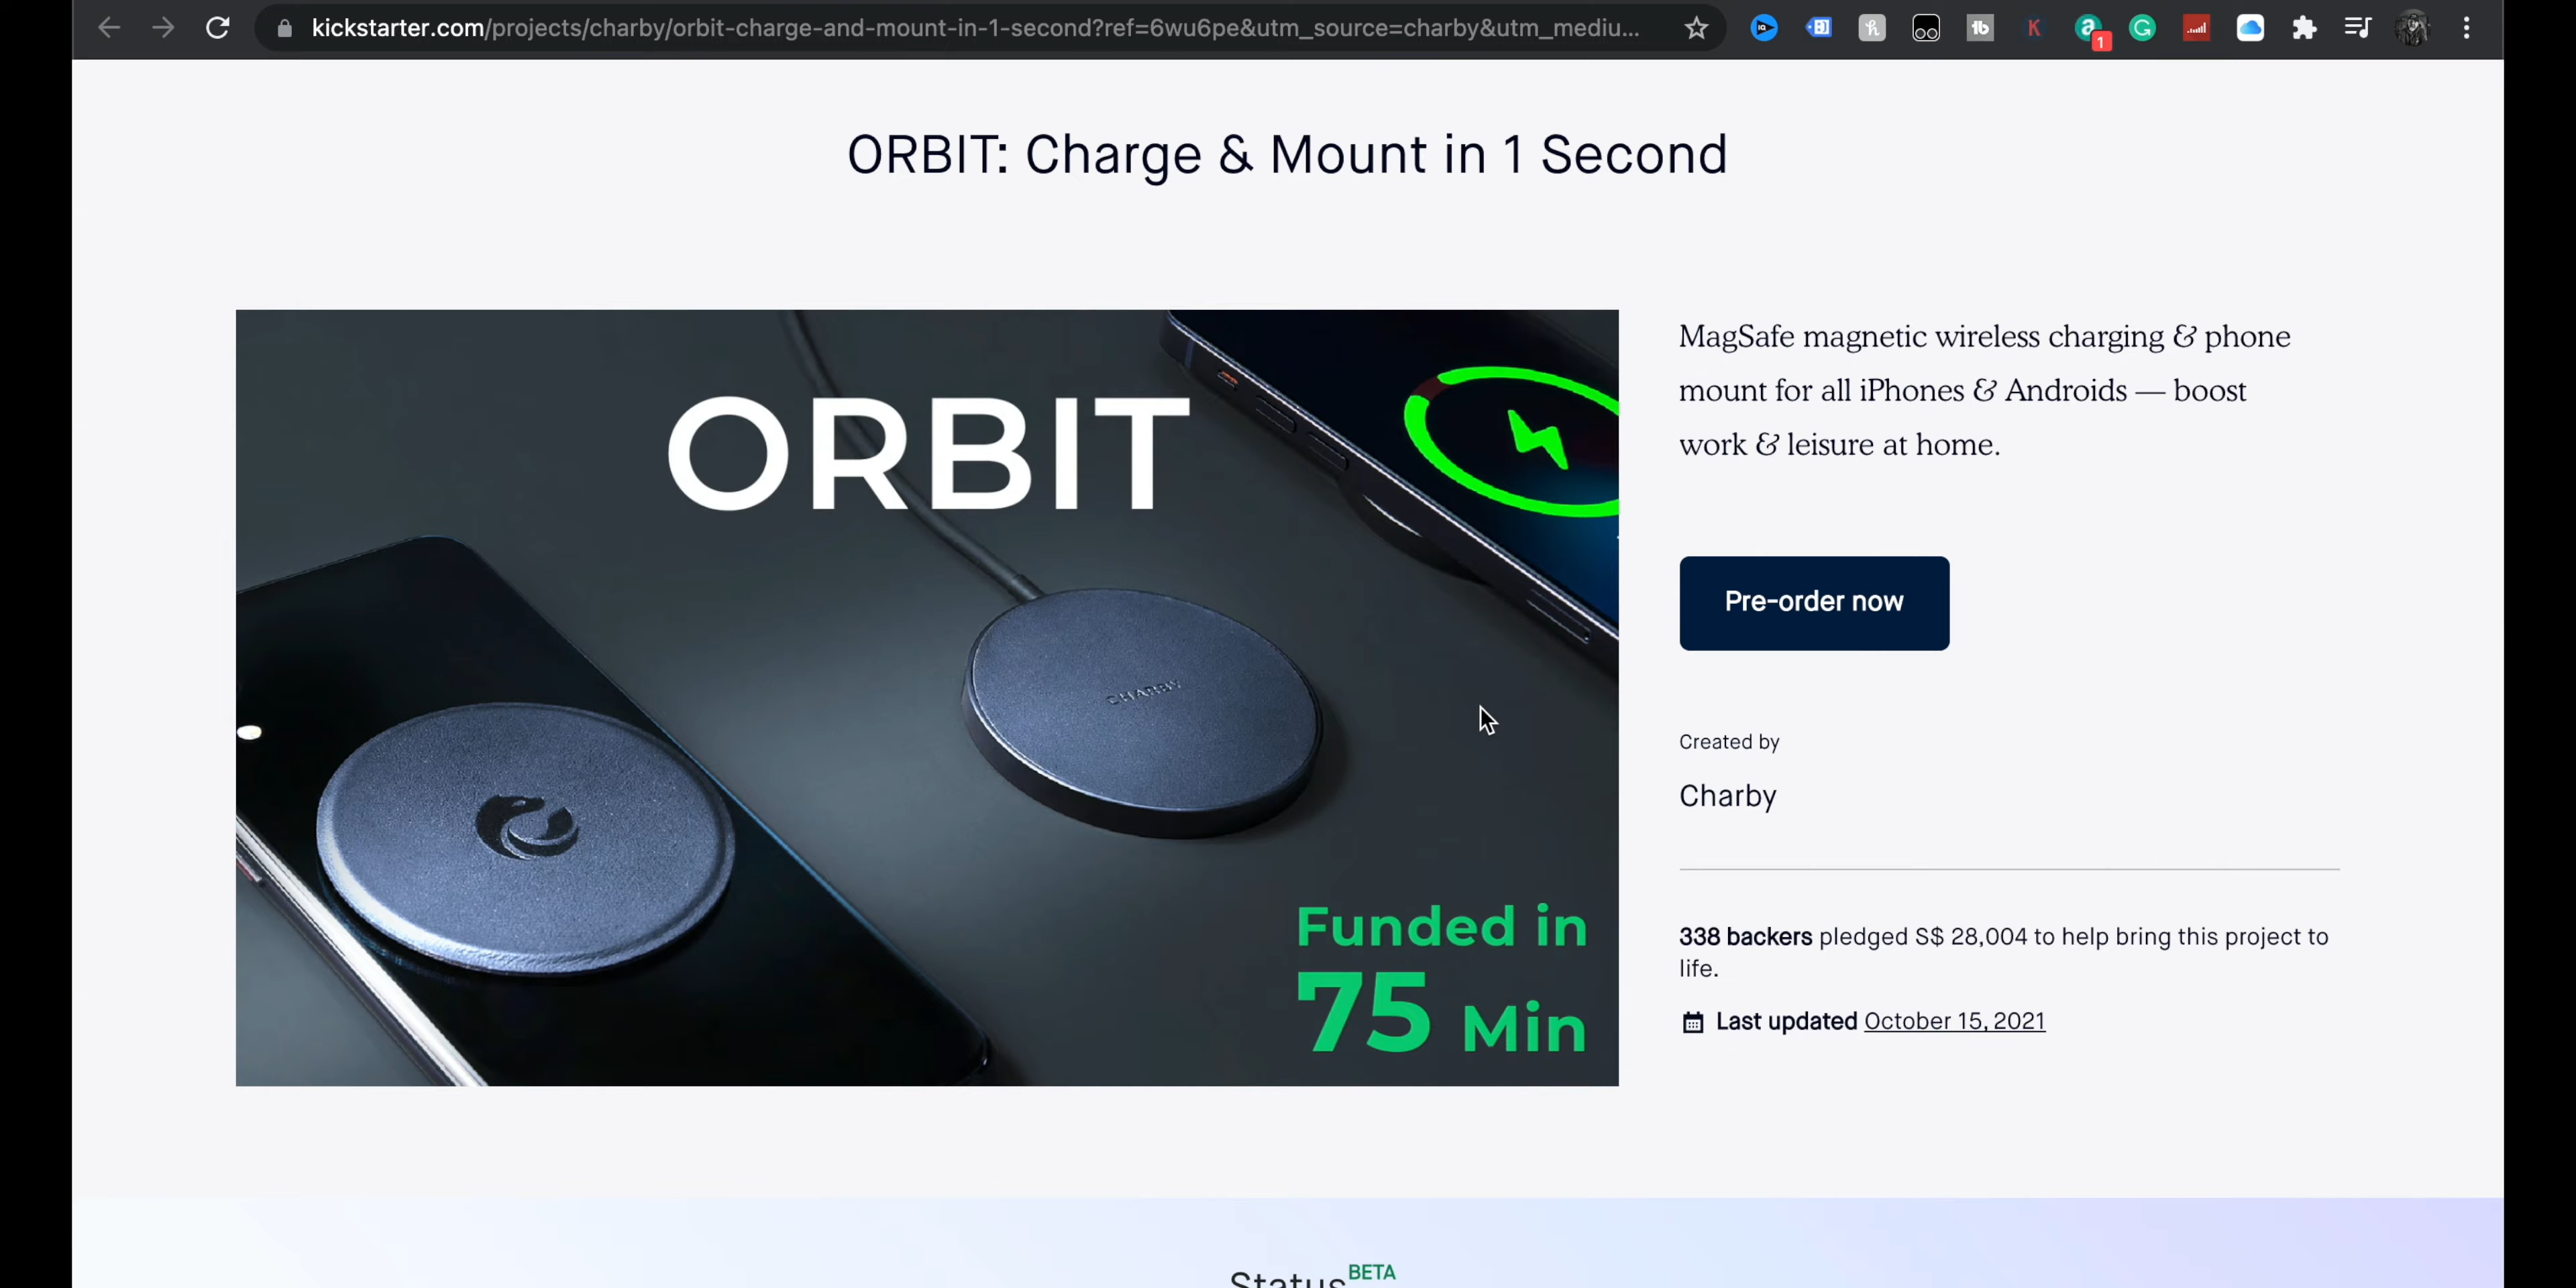 kickstarter.com/projects/charby/orbit-charge-and-mount-in-1-second?ref=6wu6pe&utm_source=charby&utm_mediu...
1
ORBIT: Charge & Mount in 1 Second
ORBIT
CHARBY
Funded in
75 Min
MagSafe magnetic wireless charging & phone
mount for all iPhones & Androids — boost
work & leisure at home.
Pre-order now
Created by
Charby
338 backers pledged S$ 28,004 to help bring this project to
life.
Last updated October 15, 2021
Status BETA